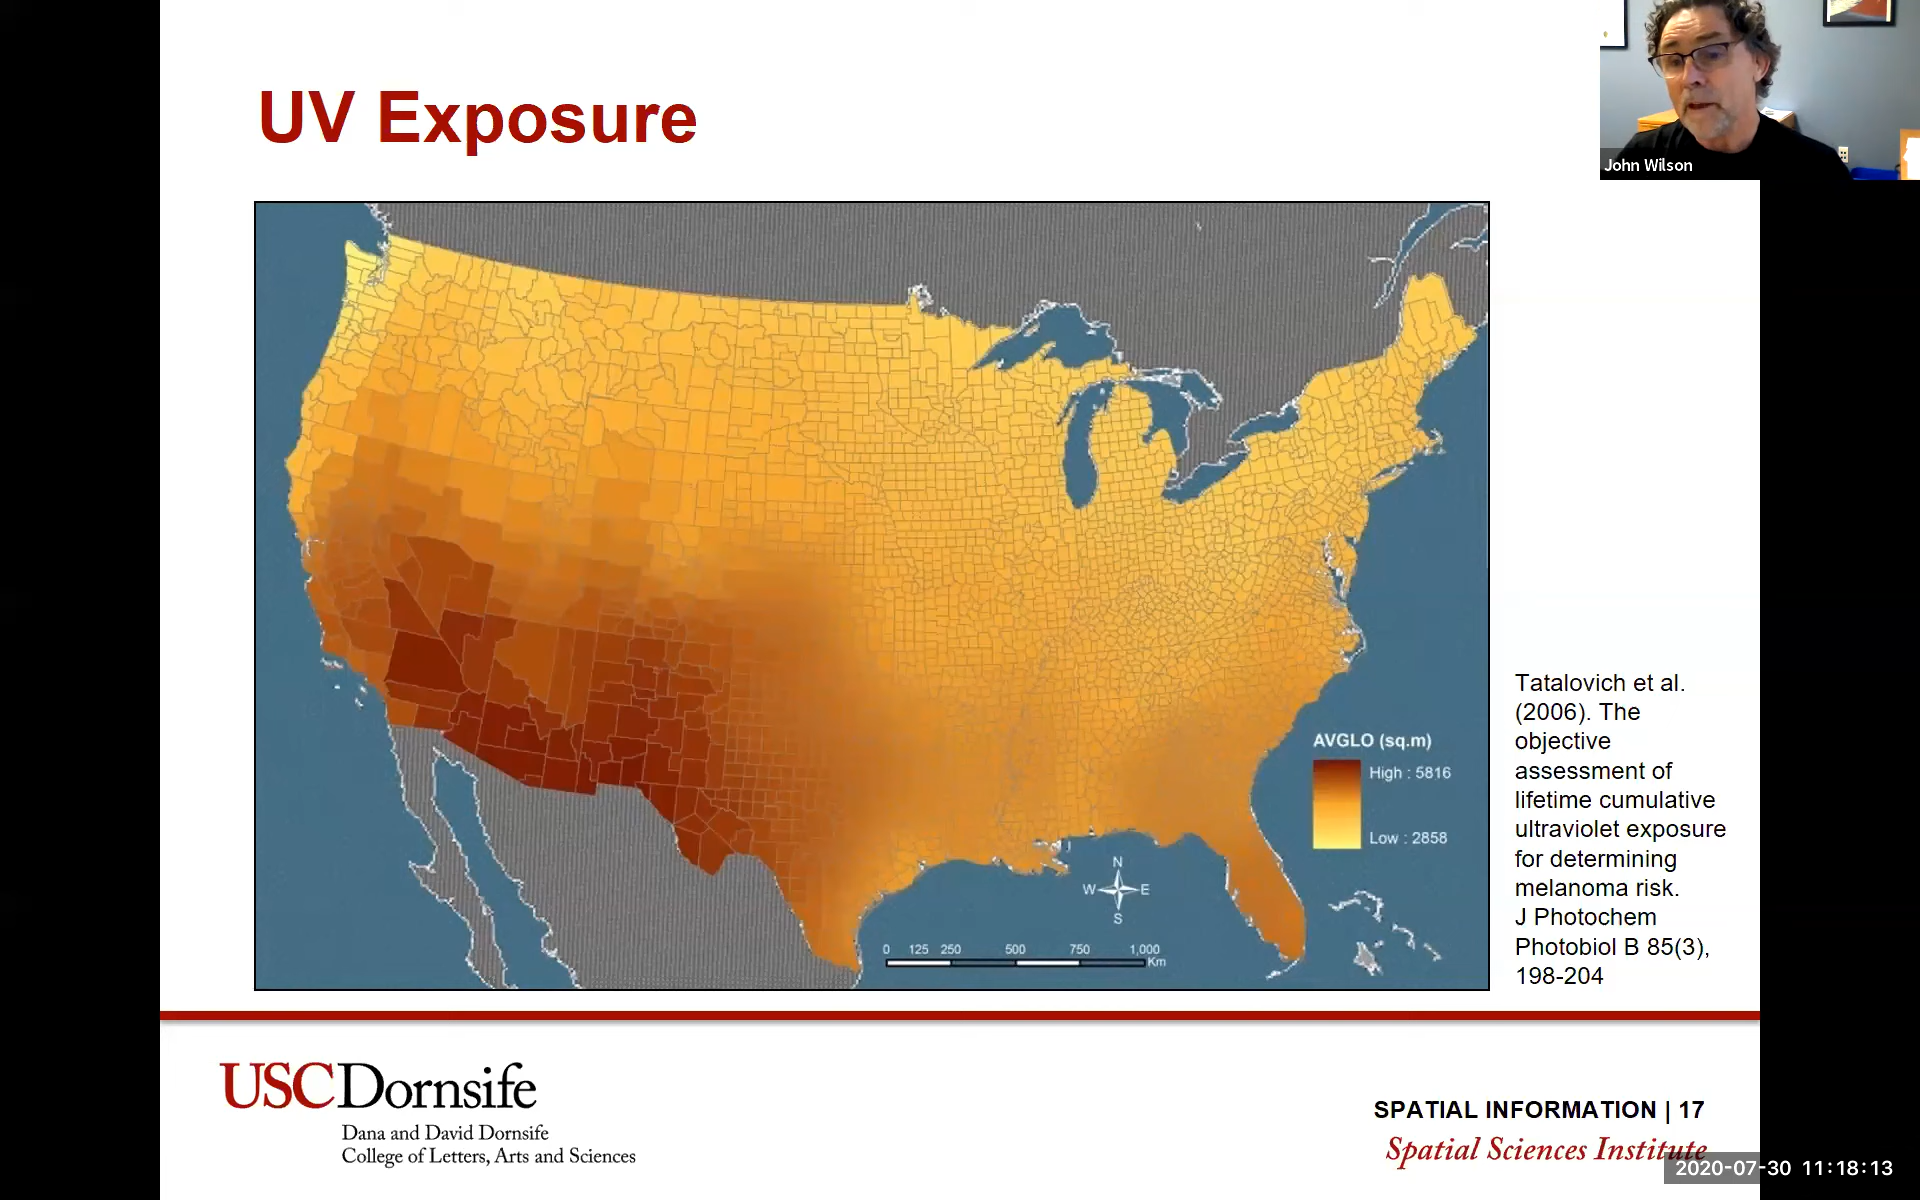 UV Exposure
John Wilson
Tatalovich et al.
(2006). The
objective
assessment of
lifetime cumulative
ultraviolet exposure
for determining
melanoma risk.
J Photochem
Photobiol B 85(3),
198-204
AVGLO (sq.m)
High : 5816
Low : 2858
N
W E
S
0 125 250 500 750 1,000
Km
USCDornsife
Dana and David Dornsife
College of Letters, Arts and Sciences
SPATIAL INFORMATION | 17
Spatial Sciences Institute
2020-07-30 11:18:13